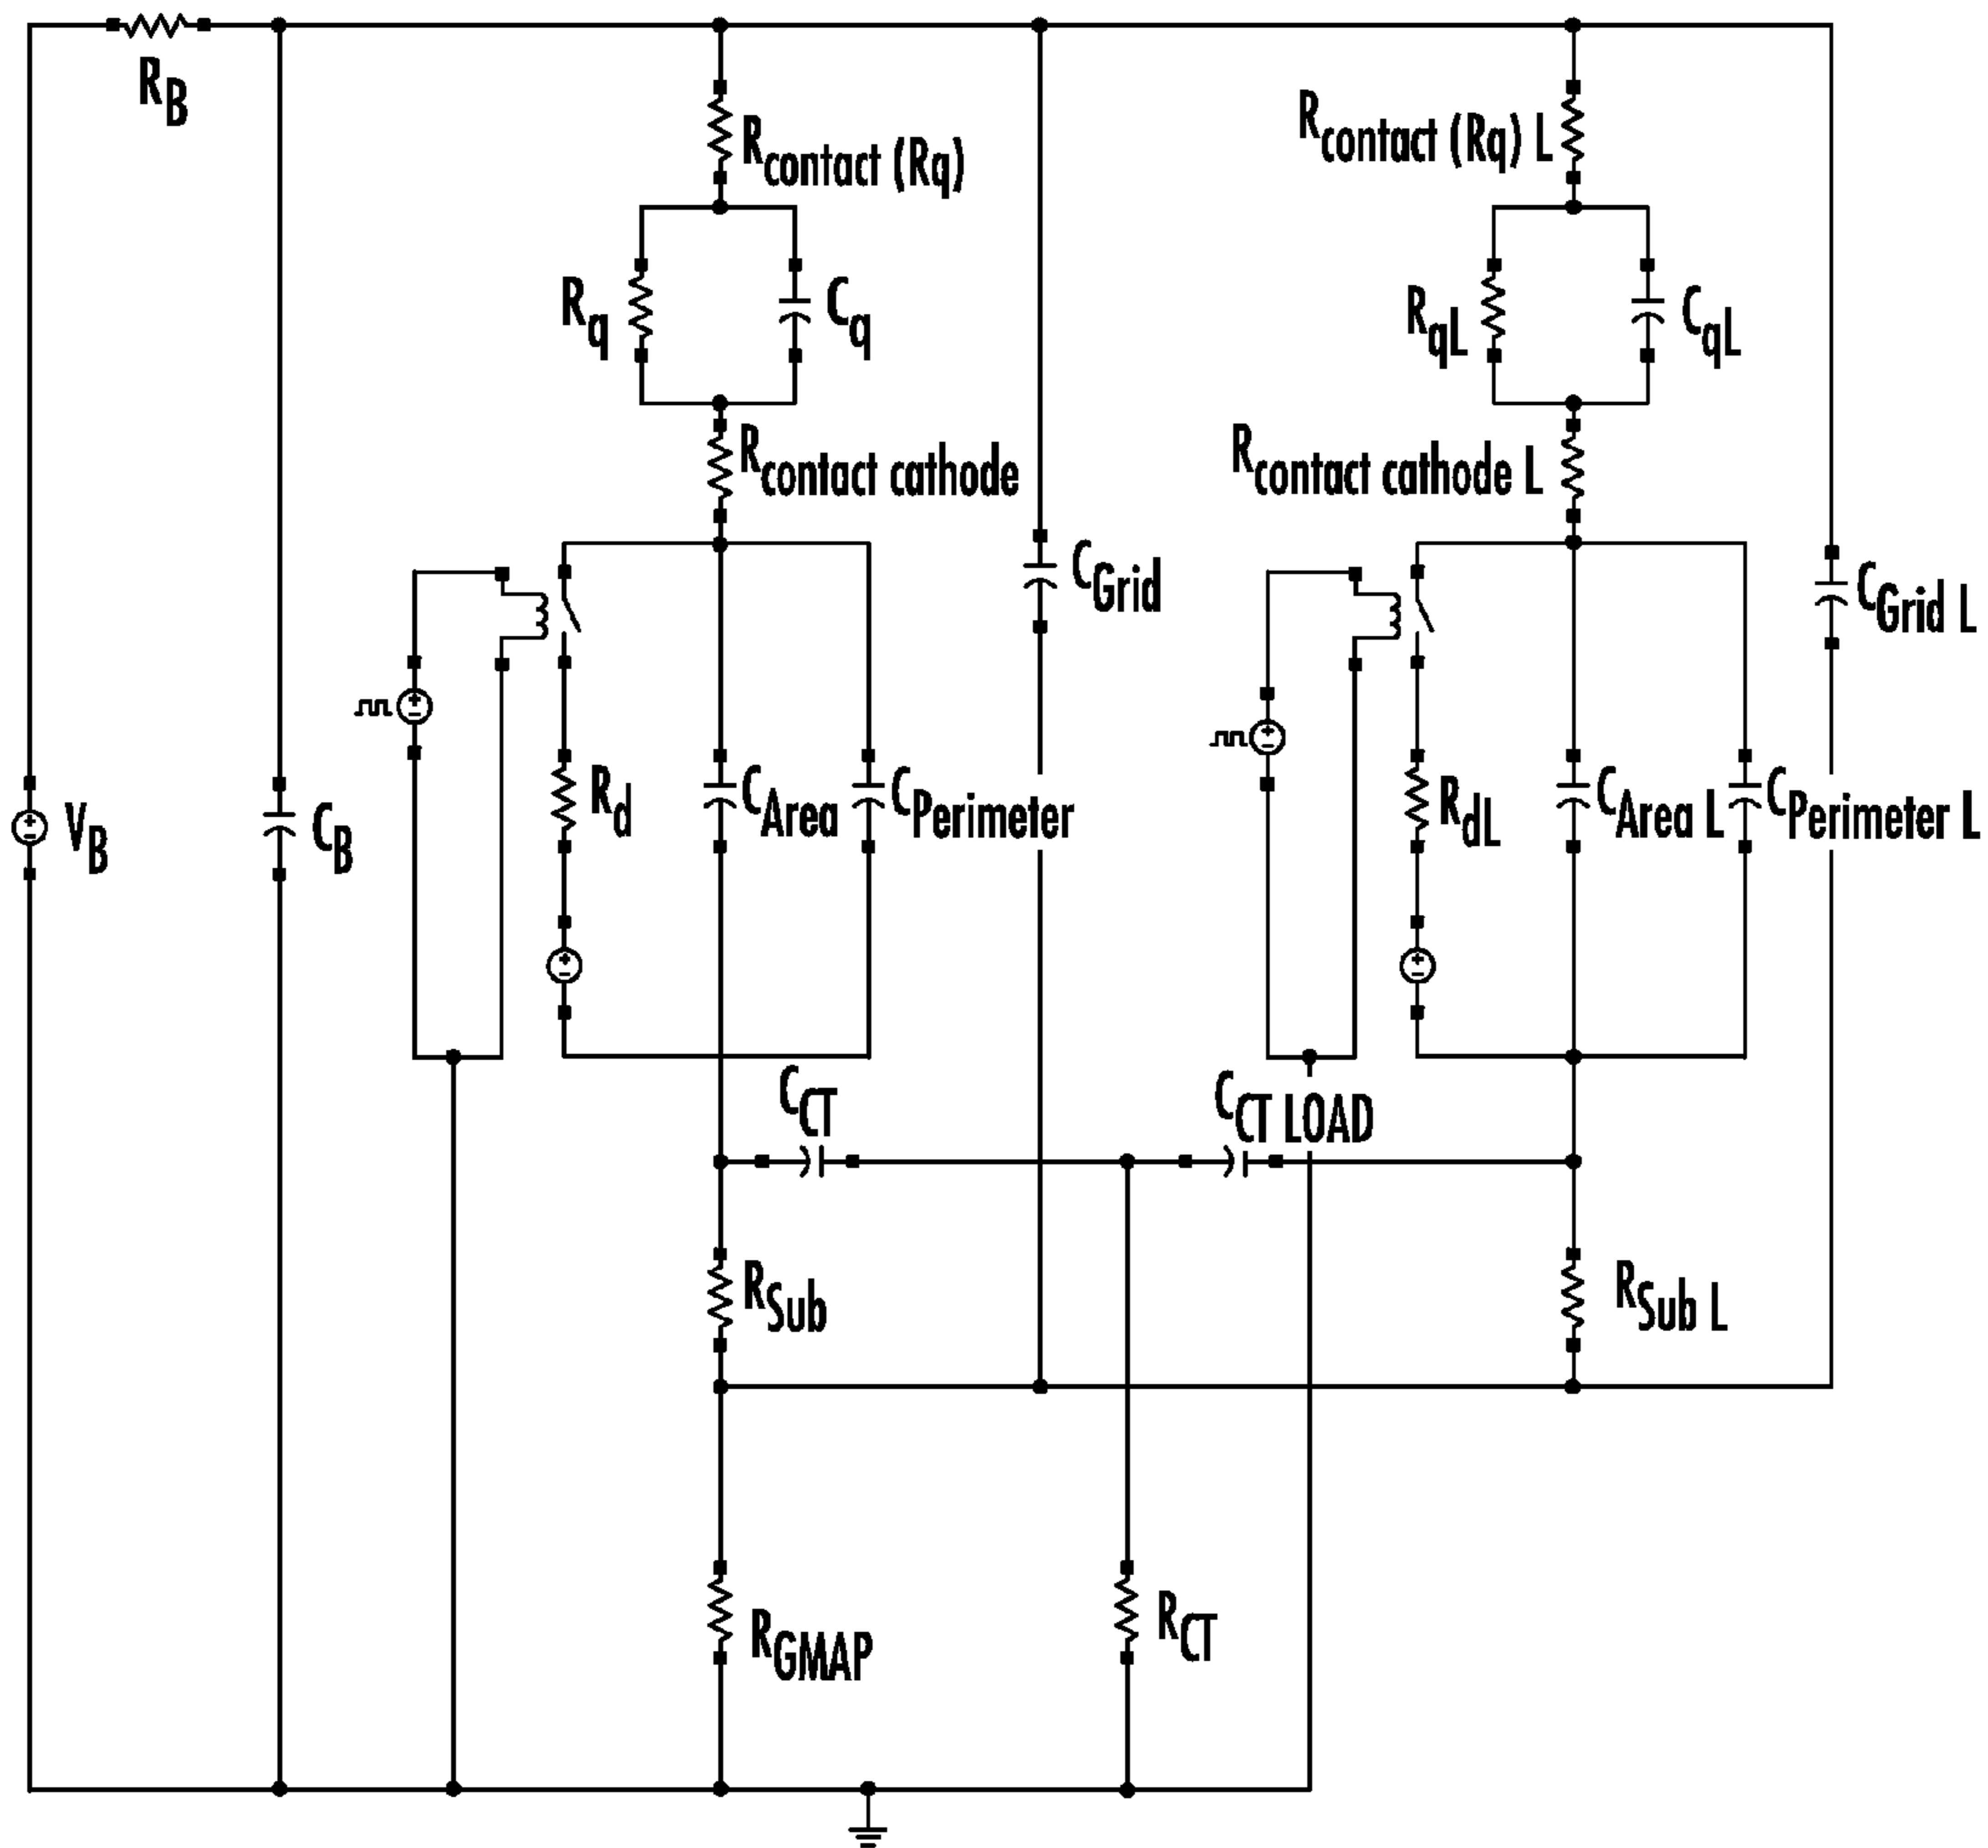 RB
Rcontact (Rq)
Rcontact (Rq) L
Rq
Cq
RqL
CqL
Rcontact cathode
Rcontact cathode L
CGrid
CGrid L
VB
CB
Rd
CArea
CPerimeter
RdL
CArea L
CPerimeter L
CCT
CCT LOAD
RSub
RSub L
RGMAP
RCT